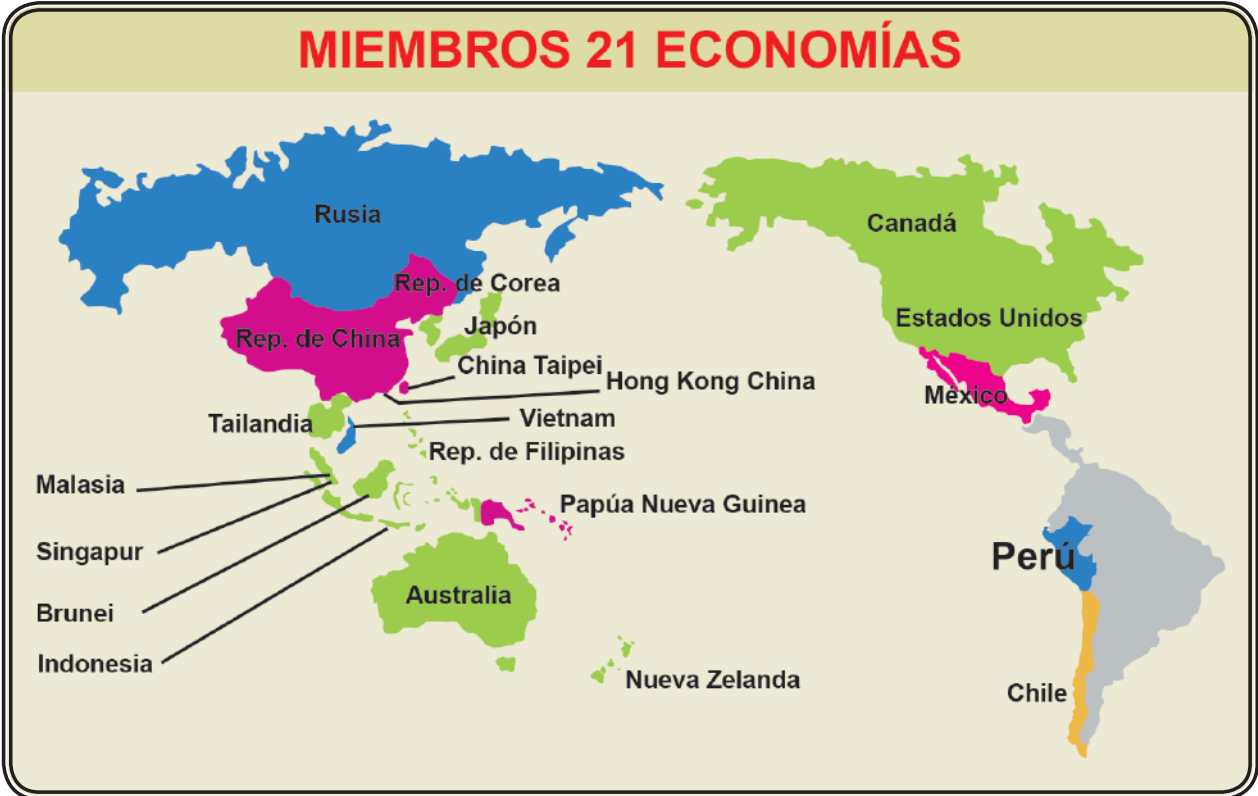 MIEMBROS 21 ECONOMÍAS
Rusia
Canadá
Rep. de Corea
Estados Unidos
Japón
Rep. de China
China Taipei
Hong Kong China
México
Tailandia
Vietnam
Rep. de Filipinas
Malasia
Papúa Nueva Guinea
Singapur
Perú
Australia
Brunei
Indonesia
Nueva Zelanda
Chile